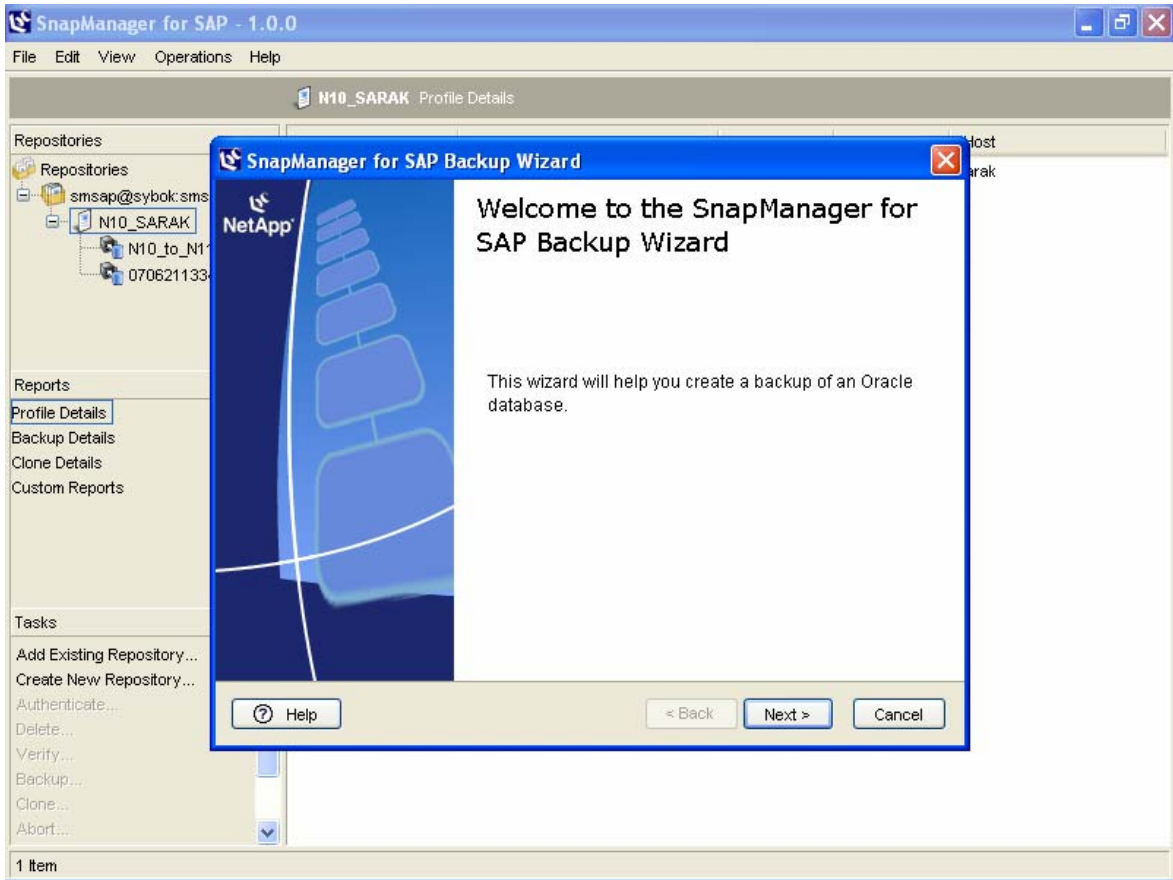 SnapManager for SAP - 1.0.0
File Edit View Operations Help
N10_SARAK Profile Details
Repositories
Host
Repositories
arak
smsap@sybok:sms
N10_SARAK
N10_to_N11
070621133
SnapManager for SAP Backup Wizard
NetApp
Welcome to the SnapManager for
SAP Backup Wizard
This wizard will help you create a backup of an Oracle
database.
Reports
Profile Details
Backup Details
Clone Details
Custom Reports
Tasks
Add Existing Repository...
Create New Repository...
Authenticate...
Delete...
Verify...
Backup...
Clone...
Abort...
Help
< Back
Next >
Cancel
1 Item